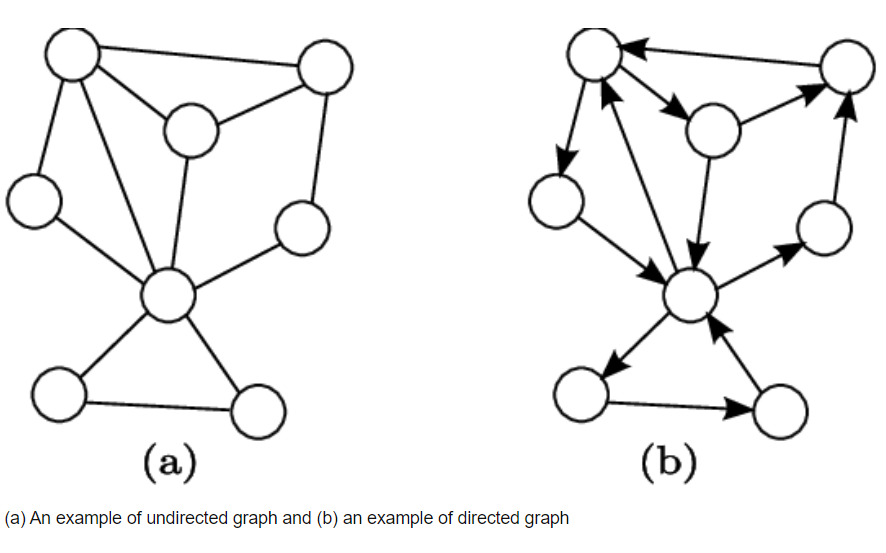 (a) (b)
(a) An example of undirected graph and (b) an example of directed graph